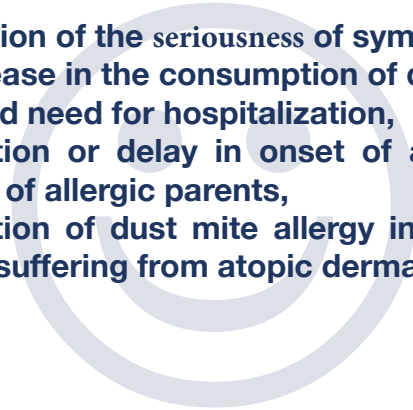 tion of the seriousness of sym
ease in the consumption of
d need for hospitalization,
tion or delay in onset of a
of allergic parents,
tion of dust mite allergy in
suffering from atopic derma